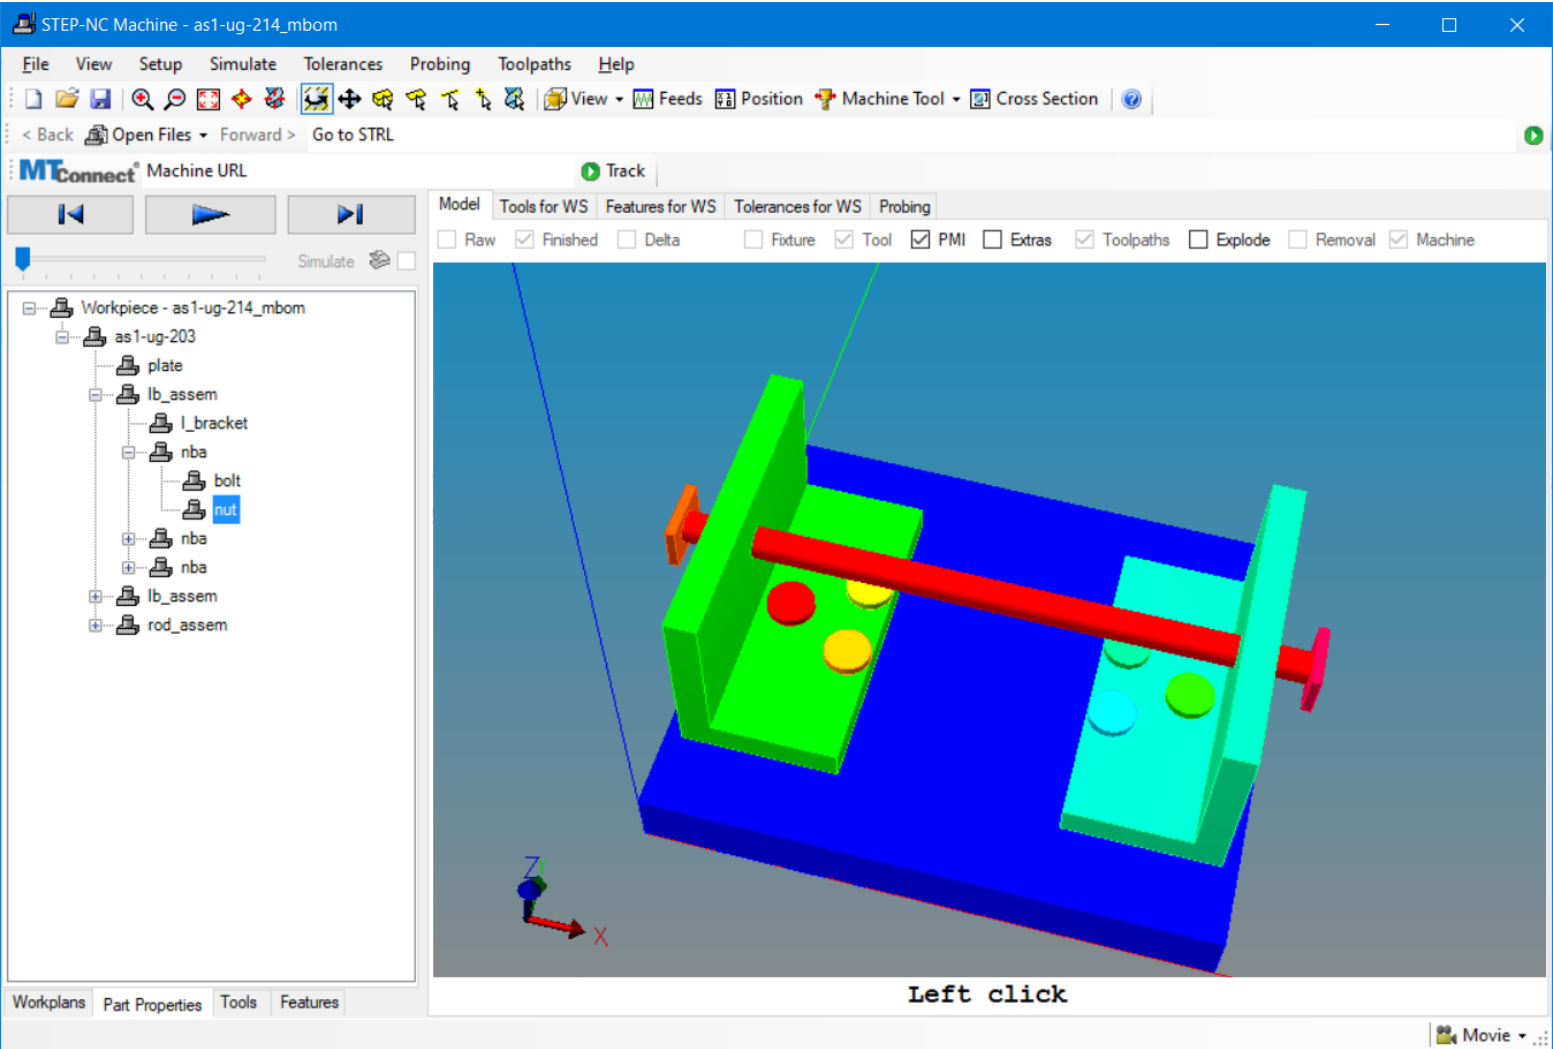 STEP-NC Machine - as1-ug-214_mbom
File View Setup Simulate Tolerances Probing Toolpaths Help
View Feeds Position Machine Tool Cross Section
< Back Open Files Forward > Go to STRL
MTConnect® Machine URL Track
Model Tools for WS Features for WS Tolerances for WS Probing
Raw Finished Delta Fixture Tool PMI Extras Toolpaths Explode Removal Machine
Simulate
Workpiece - as1-ug-214_mbom
as1-ug-203
plate
lb_assem
l_bracket
nba
bolt
nut
nba
nba
lb_assem
rod_assem
Z Y
X
Left click
Workplans Part Properties Tools Features
Movie